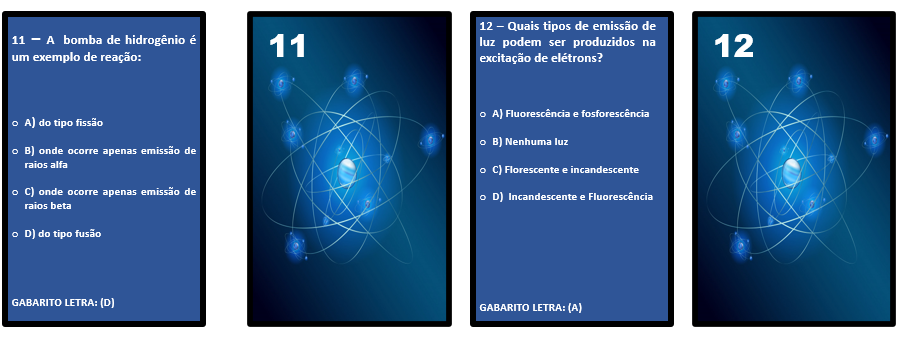 11 – A bomba de hidrogênio é
um exemplo de reação:
o A) do tipo fissão
o B) onde ocorre apenas emissão de
raios alfa
o C) onde ocorre apenas emissão de
raios beta
o D) do tipo fusão
GABARITO LETRA: (D)
11
12 – Quais tipos de emissão de
luz podem ser produzidos na
excitação de elétrons?
o A) Fluorescência e fosforescência
o B) Nenhuma luz
o C) Florescente e incandescente
o D) Incandescente e Fluorescência
GABARITO LETRA: (A)
12